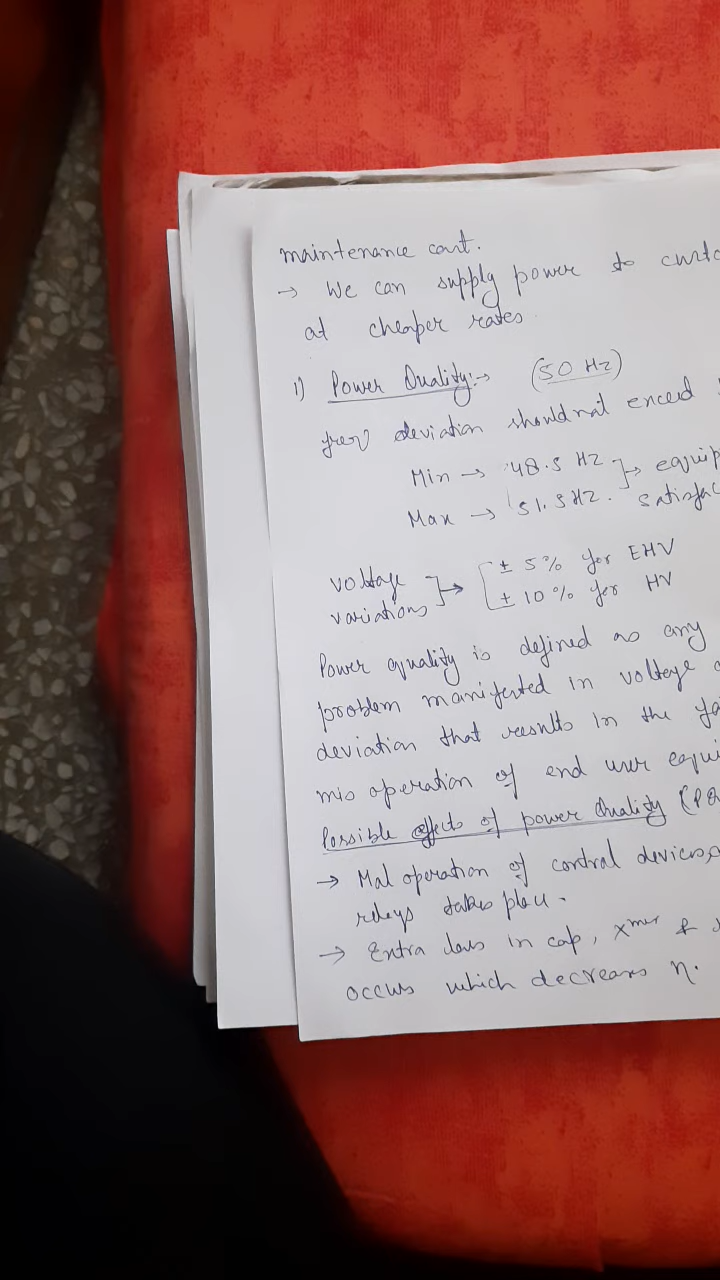 maintenance cost.
→ We can supply power to custo
at cheaper rates.
1) Power Quality:→ (50 Hz)
freq deviation should not exceed
Min → 48.5 HZ }→ equip
Max → 51.5 HZ. satisfac
voltage }→ [ ± 5% for EHV
variations ± 10% for HV
Power quality is defined as any
problem manifested in voltage
deviation that results in the fa
mis operation of end user equi
Possible effects of power Quality (PQ
→ Mal operation of control devices,
relays takes place.
→ Extra loss in cap, xmer &
occurs which decreases η.